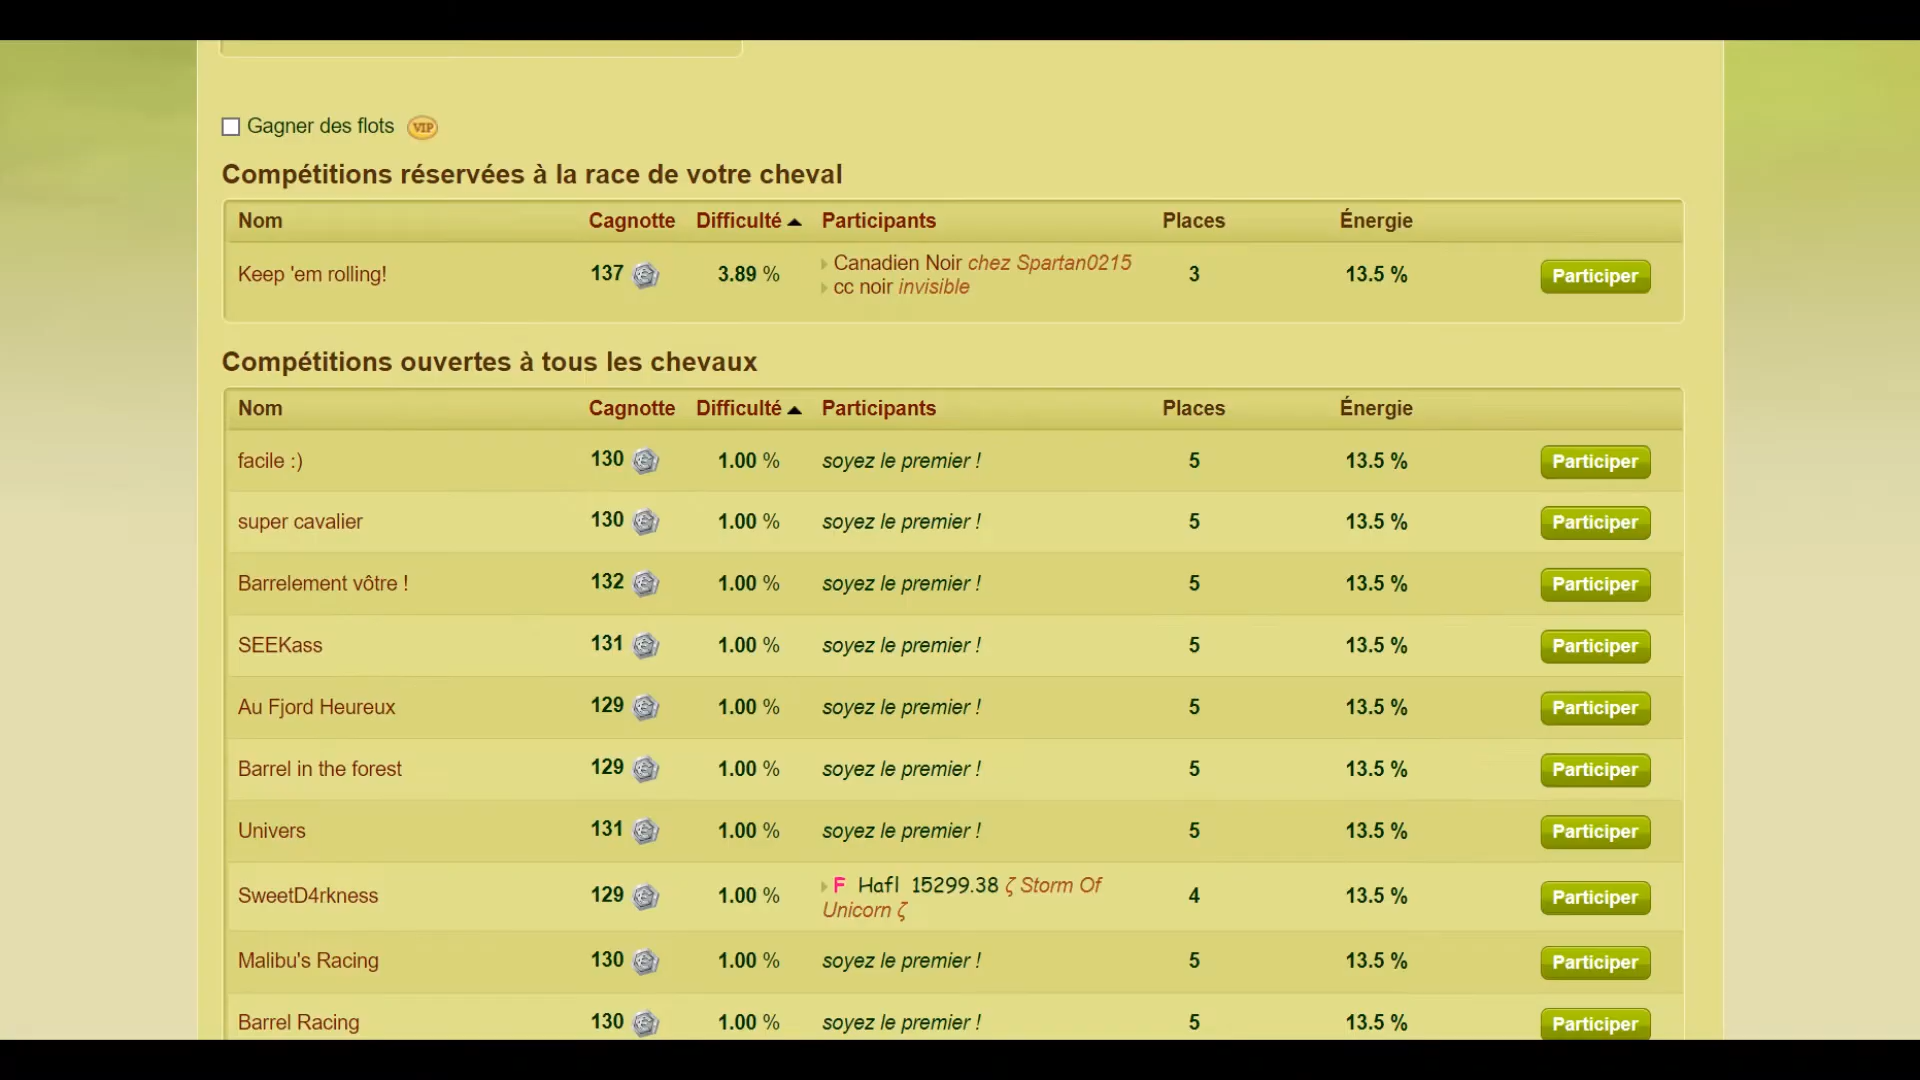 Gagner des flots VIP
Compétitions réservées à la race de votre cheval
Nom Cagnotte Difficulté Participants Places Énergie
Keep 'em rolling! 137 3.89 % Canadien Noir chez Spartan0215 3 13.5 % Participer
cc noir invisible
Compétitions ouvertes à tous les chevaux
Nom Cagnotte Difficulté Participants Places Énergie
facile :) 130 1.00 % soyez le premier ! 5 13.5 % Participer
super cavalier 130 1.00 % soyez le premier ! 5 13.5 % Participer
Barrelement vôtre ! 132 1.00 % soyez le premier ! 5 13.5 % Participer
SEEKass 131 1.00 % soyez le premier ! 5 13.5 % Participer
Au Fjord Heureux 129 1.00 % soyez le premier ! 5 13.5 % Participer
Barrel in the forest 129 1.00 % soyez le premier ! 5 13.5 % Participer
Univers 131 1.00 % soyez le premier ! 5 13.5 % Participer
SweetD4rkness 129 1.00 % F Hafl 15299.38 ζ Storm Of 4 13.5 % Participer
Unicorn ζ
Malibu's Racing 130 1.00 % soyez le premier ! 5 13.5 % Participer
Barrel Racing 130 1.00 % soyez le premier ! 5 13.5 % Participer